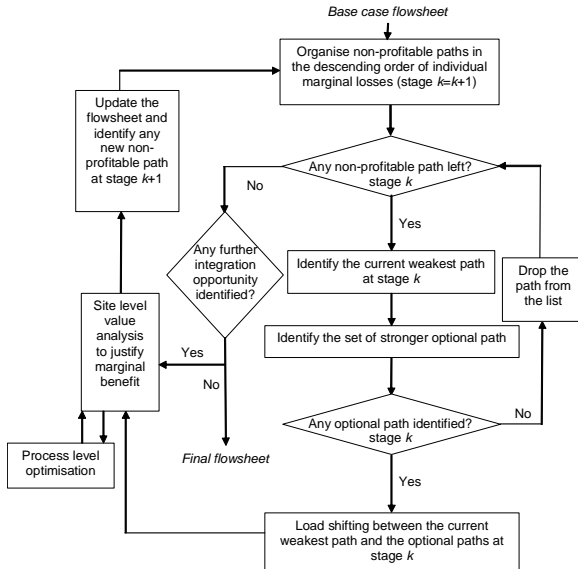 Base case flowsheet
Organise non-profitable paths in
the descending order of individual
marginal losses (stage k=k+1)
Update the
flowsheet and
identify any
new non-
profitable path
at stage k+1
Any non-profitable path left?
stage k
No
Yes
Any further
integration
opportunity
identified?
Identify the current weakest path
at stage k
Drop the
path from
the list
Site level
value
analysis
to justify
marginal
benefit
Identify the set of stronger optional path
Yes
No
Any optional path identified?
stage k
No
Process level
optimisation
Final flowsheet
Yes
Load shifting between the current
weakest path and the optional paths at
stage k